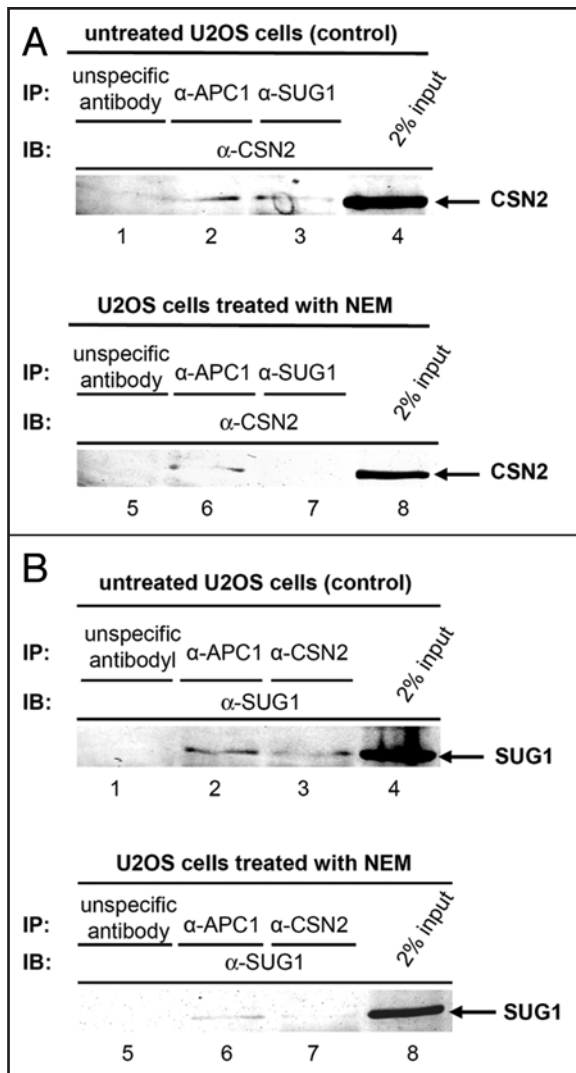 A
untreated U2OS cells (control)
IP:
unspecific
antibody
α-APC1
α-SUG1
2% input
IB:
α-CSN2
CSN2
1 2 3 4
U2OS cells treated with NEM
IP:
unspecific
antibody
α-APC1
α-SUG1
2% input
IB:
α-CSN2
CSN2
5 6 7 8
B
untreated U2OS cells (control)
IP:
unspecific
antibodyl
α-APC1
α-CSN2
2% input
IB:
α-SUG1
SUG1
1 2 3 4
U2OS cells treated with NEM
IP:
unspecific
antibody
α-APC1
α-CSN2
2% input
IB:
α-SUG1
SUG1
5 6 7 8